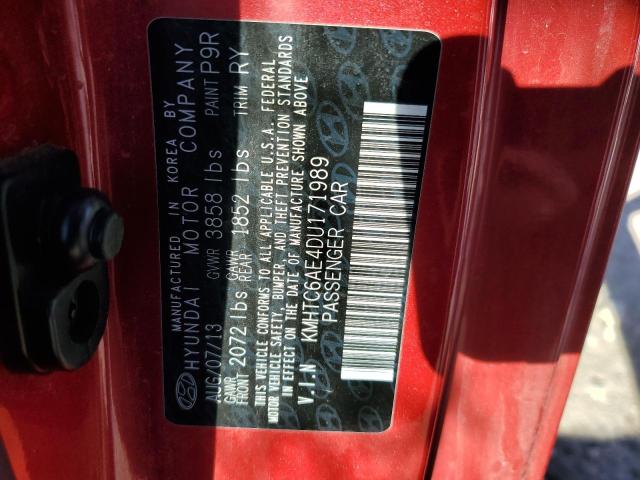 MANUFACTURED IN KOREA BY
HYUNDAI MOTOR COMPANY
AUG/07/13 GVWR 3858 lbs PAINT P9R
GAWR FRONT 2072 lbs GAWR REAR 1852 lbs TRIM RY
THIS VEHICLE CONFORMS TO ALL APPLICABLE U.S.A. FEDERAL
MOTOR VEHICLE SAFETY, BUMPER, AND THEFT PREVENTION STANDARDS
IN EFFECT ON THE DATE OF MANUFACTURE SHOWN ABOVE
V.I.N KMHTC6AE4DU171989
PASSENGER CAR